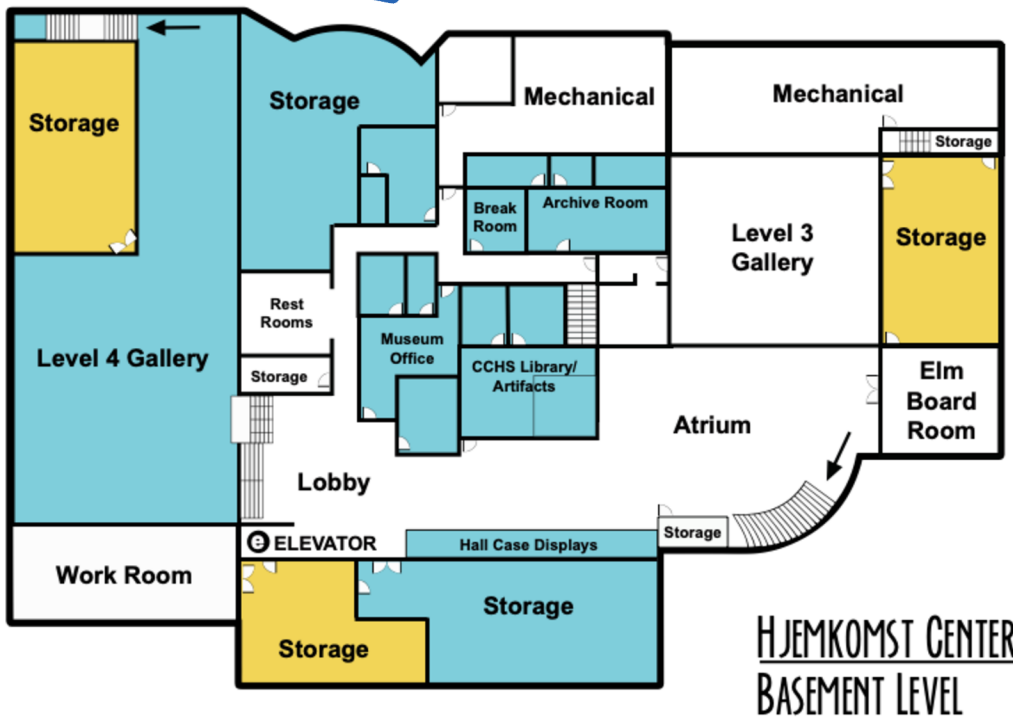 Storage
Storage
Mechanical
Mechanical
Storage
Break
Room
Archive Room
Level 3
Gallery
Storage
Rest
Rooms
Museum
Office
Level 4 Gallery
Storage
CCHS Library/
Artifacts
Elm
Board
Room
Atrium
Lobby
Storage
e ELEVATOR
Hall Case Displays
Work Room
Storage
Storage
HJEMKOMST CENTER
BASEMENT LEVEL